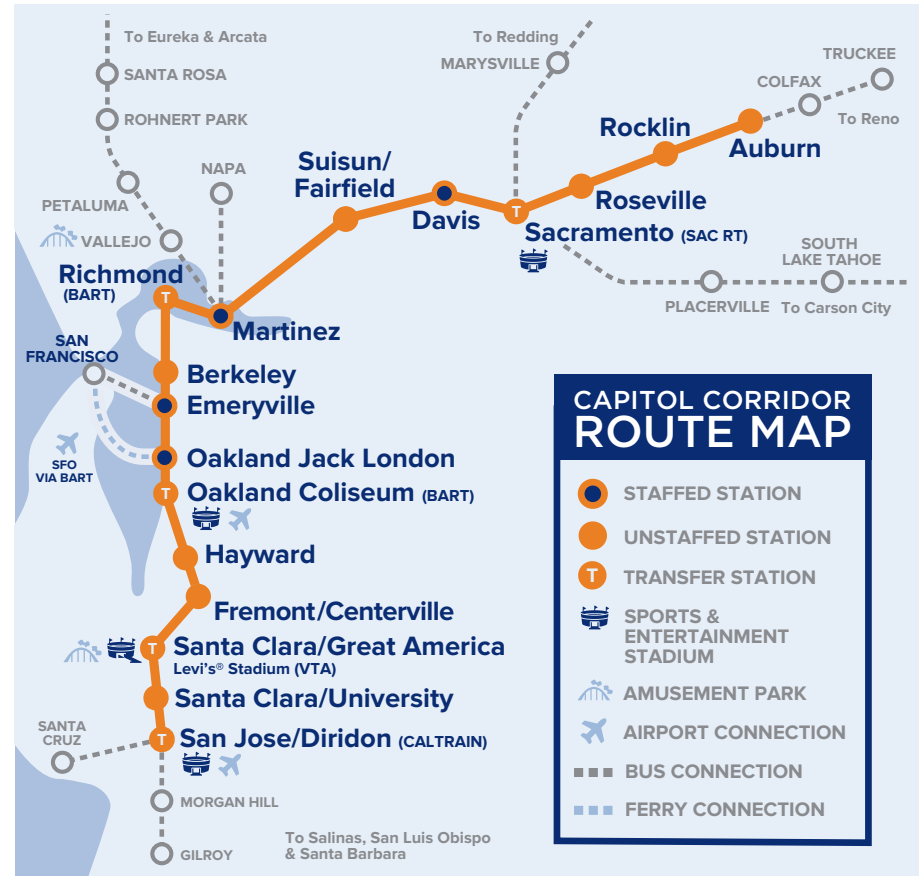 To Eureka & Arcata
SANTA ROSA
ROHNERT PARK
NAPA
PETALUMA
VALLEJO
To Redding
MARYSVILLE
TRUCKEE
COLFAX
To Reno
Rocklin
Auburn
Suisun/
Fairfield
Davis
Roseville
T
Sacramento (SAC RT)
SOUTH
LAKE TAHOE
PLACERVILLE
To Carson City
Richmond
(BART)
T
Martinez
SAN
FRANCISCO
Berkeley
Emeryville
SFO
VIA BART
Oakland Jack London
T
Oakland Coliseum (BART)
Hayward
Fremont/Centerville
T
Santa Clara/Great America
Levi's® Stadium (VTA)
Santa Clara/University
SANTA
CRUZ
T
San Jose/Diridon (CALTRAIN)
MORGAN HILL
GILROY
To Salinas, San Luis Obispo
& Santa Barbara
CAPITOL CORRIDOR
ROUTE MAP
STAFFED STATION
UNSTAFFED STATION
T
TRANSFER STATION
SPORTS &
ENTERTAINMENT
STADIUM
AMUSEMENT PARK
AIRPORT CONNECTION
BUS CONNECTION
FERRY CONNECTION